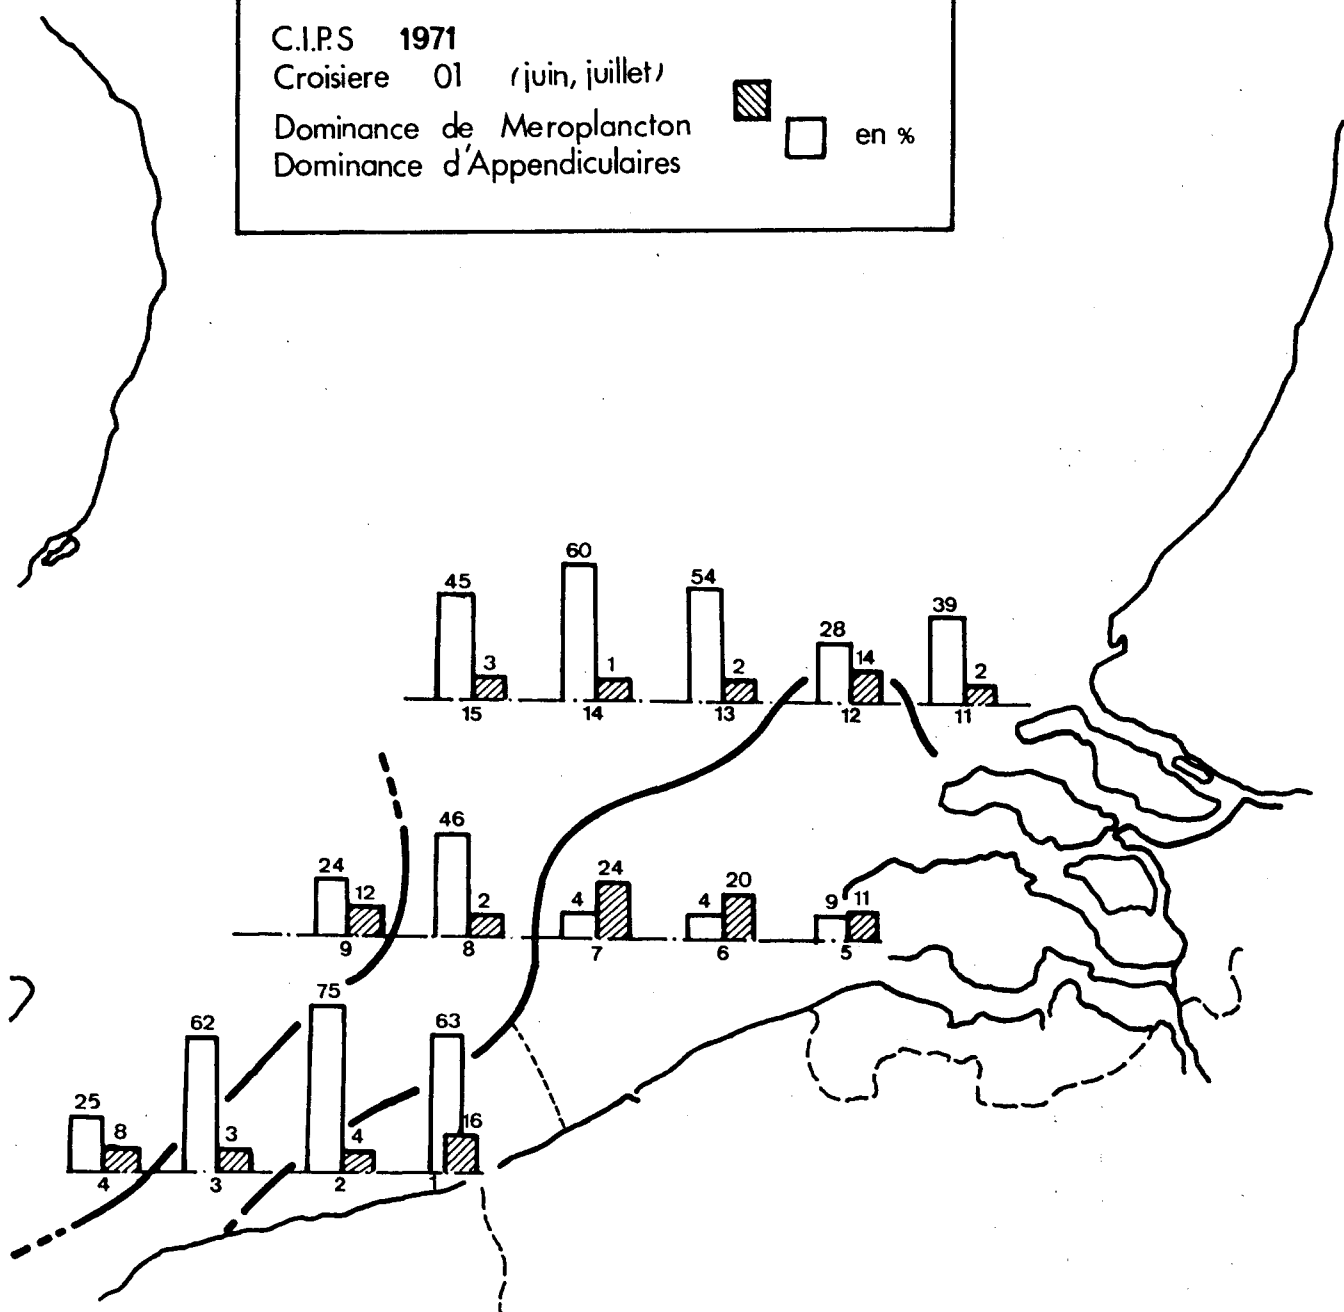 C.I.P.S 1971
Croisiere 01 (juin, juillet)
Dominance de Meroplancton
Dominance d'Appendiculaires
en %
45 3 60 1 54 2 28 14 39 2
15 14 13 12 11
24 12 46 2 4 24 4 20 9 11
9 8 7 6 5
25 8 62 3 75 4 63 16
4 3 2 1